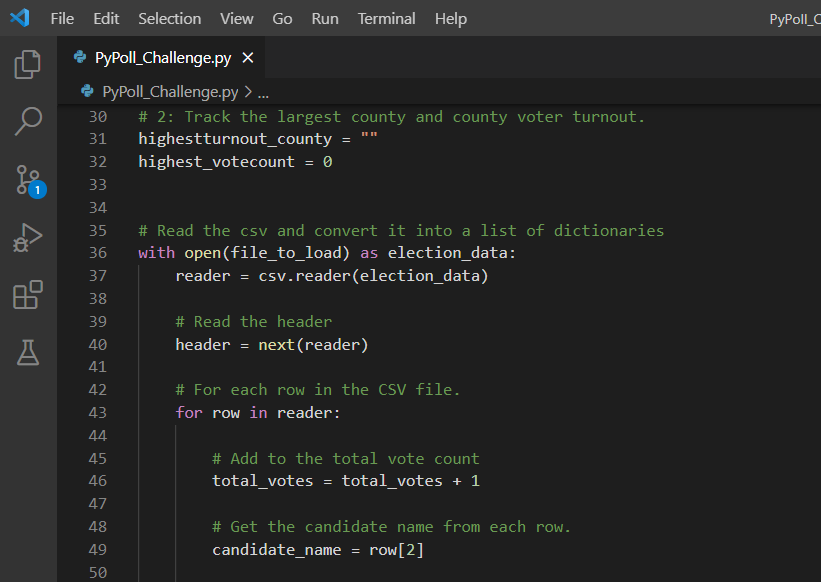 File Edit Selection View Go Run Terminal Help PyPoll_C
PyPoll_Challenge.py ×
PyPoll_Challenge.py > ...
30 # 2: Track the largest county and county voter turnout.
31 highestturnout_county = ""
32 highest_votecount = 0
33
34
35 # Read the csv and convert it into a list of dictionaries
36 with open(file_to_load) as election_data:
37     reader = csv.reader(election_data)
38
39     # Read the header
40     header = next(reader)
41
42     # For each row in the CSV file.
43     for row in reader:
44
45         # Add to the total vote count
46         total_votes = total_votes + 1
47
48         # Get the candidate name from each row.
49         candidate_name = row[2]
50
1